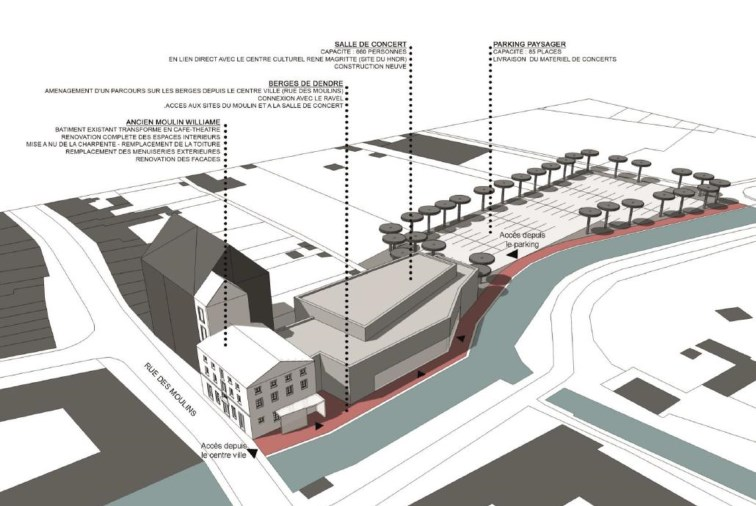 SALLE DE CONCERT
CAPACITE : 660 PERSONNES
EN LIEN DIRECT AVEC LE CENTRE CULTUREL RENE MAGRITTE (SITE DU HNDR)
CONSTRUCTION NEUVE
PARKING PAYSAGER
CAPACITE : 65 PLACES
LIVRAISON DU MATERIEL DE CONCERTS
BERGES DE DENDRE
AMENAGEMENT D'UN PARCOURS SUR LES BERGES DEPUIS LE CENTRE VILLE (RUE DES MOULINS)
CONNEXION AVEC LE RAVEL
.ACCES AUX SITES DU MOULIN ET A LA SALLE DE CONCERT
ANCIEN MOULIN WILLIAME
BATIMENT EXISTANT TRANSFORME EN CAFE-THEATRE
RENOVATION COMPLETE DES ESPACES INTERIEURS
MISE A NU DE LA CHARPENTE - REMPLACEMENT DE LA TOITURE
REMPLACEMENT DES MENUISERIES EXTERIEURES
RENOVATION DES FACADES
Accès depuis
le parking
RUE DES MOULINS
Accès depuis
le centre ville